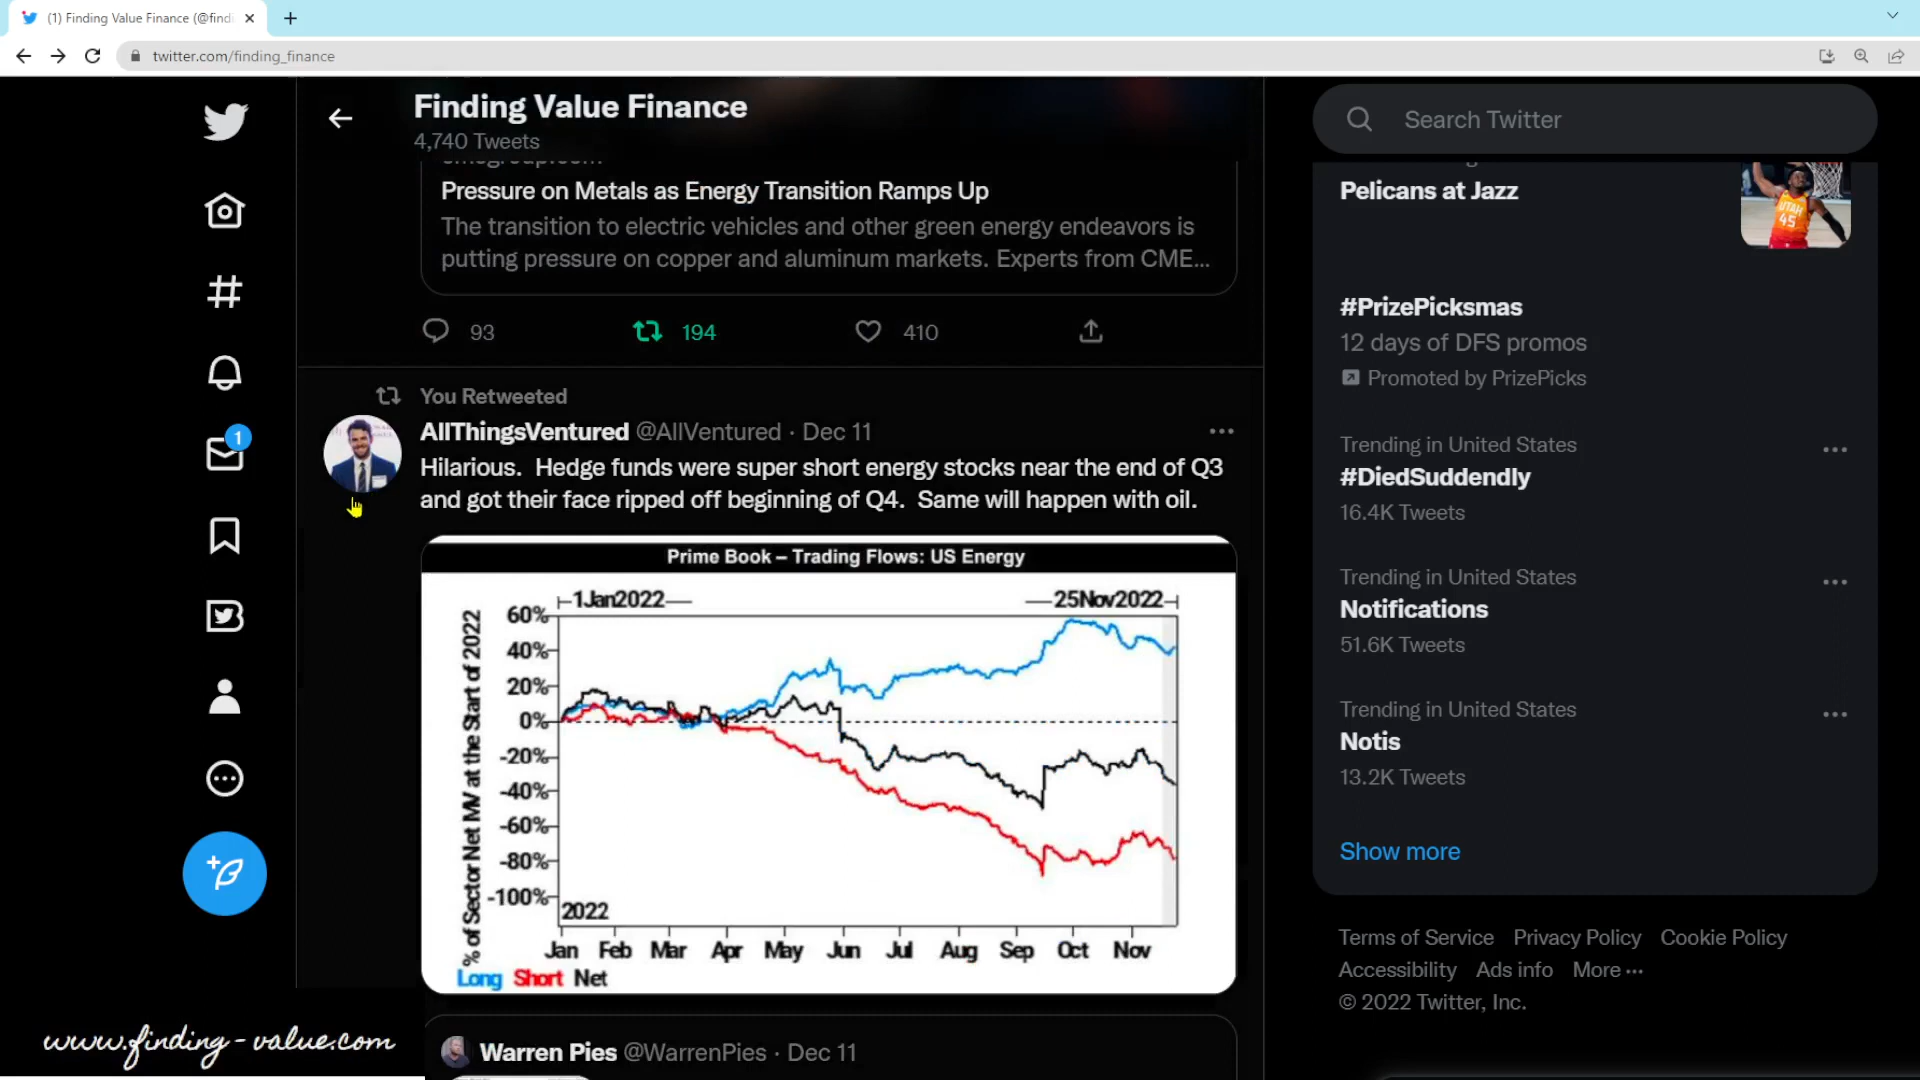 (1) Finding Value Finance (@find
twitter.com/finding_finance
Finding Value Finance
4,740 Tweets
Pressure on Metals as Energy Transition Ramps Up
The transition to electric vehicles and other green energy endeavors is
putting pressure on copper and aluminum markets. Experts from CME...
93
194
410
You Retweeted
AllThingsVentured @AllVentured · Dec 11
Hilarious. Hedge funds were super short energy stocks near the end of Q3
and got their face ripped off beginning of Q4. Same will happen with oil.
Prime Book – Trading Flows: US Energy
1Jan2022
25Nov2022
% of Sector Net MV at the Start of 2022
60%
40%
20%
0%
-20%
-40%
-60%
-80%
-100%
2022
Jan Feb Mar Apr May Jun Jul Aug Sep Oct Nov
Long Short Net
Warren Pies @WarrenPies · Dec 11
1
www.finding-value.com
Search Twitter
Pelicans at Jazz
UTAH
45
#PrizePicksmas
12 days of DFS promos
Promoted by PrizePicks
Trending in United States
#DiedSuddendly
16.4K Tweets
Trending in United States
Notifications
51.6K Tweets
Trending in United States
Notis
13.2K Tweets
Show more
Terms of Service Privacy Policy Cookie Policy
Accessibility Ads info More ···
© 2022 Twitter, Inc.